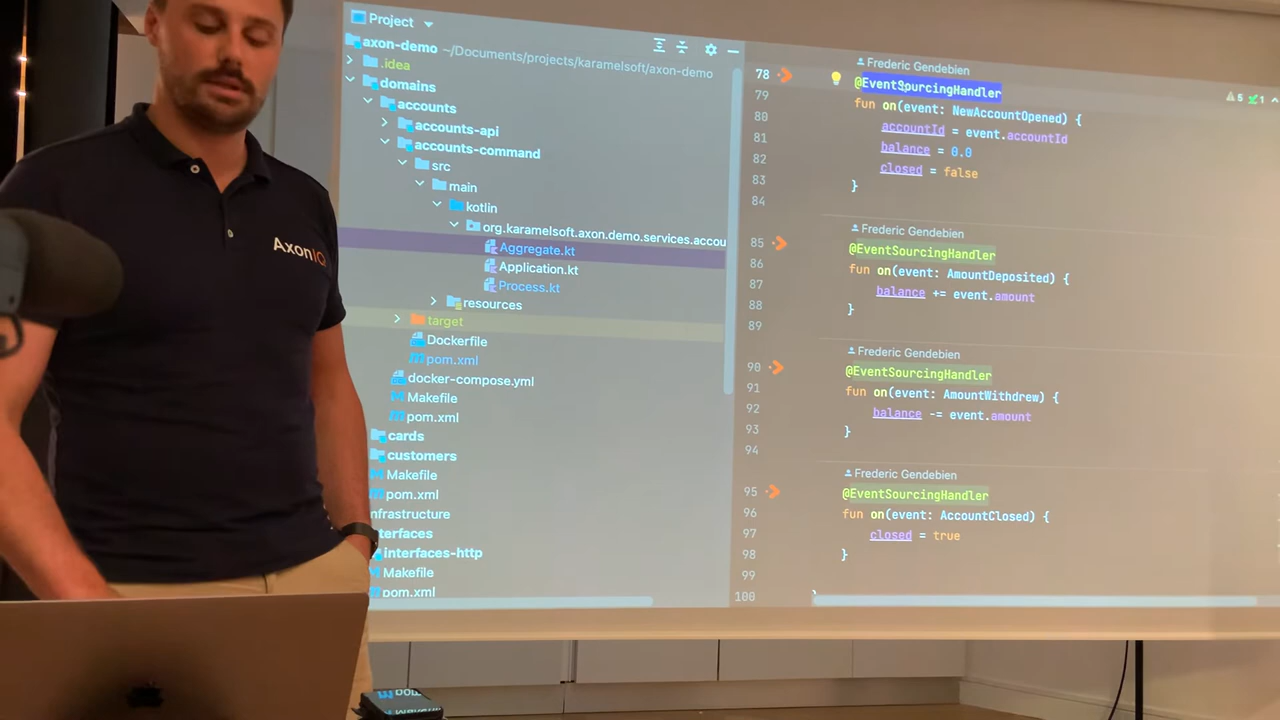 AxonIQ
Project
axon-demo ~/Documents/projects/karamelsoft/axon-demo
.idea
domains
accounts
accounts-api
accounts-command
src
main
kotlin
org.karamelsoft.axon.demo.services.accou
Aggregate.kt
Application.kt
Process.kt
resources
target
Dockerfile
pom.xml
docker-compose.yml
Makefile
pom.xml
cards
customers
Makefile
pom.xml
nfrastructure
terfaces
interfaces-http
Makefile
pom.xml
Frederic Gendebien
78 @EventSourcingHandler
79 fun on(event: NewAccountOpened) {
80 accountId = event.accountId
81 balance = 0.0
82 closed = false
83 }
84
Frederic Gendebien
85 @EventSourcingHandler
86 fun on(event: AmountDeposited) {
87 balance += event.amount
88 }
89
Frederic Gendebien
90 @EventSourcingHandler
91 fun on(event: AmountWithdrew) {
92 balance -= event.amount
93 }
94
Frederic Gendebien
95 @EventSourcingHandler
96 fun on(event: AccountClosed) {
97 closed = true
98 }
99
100 }
5 1